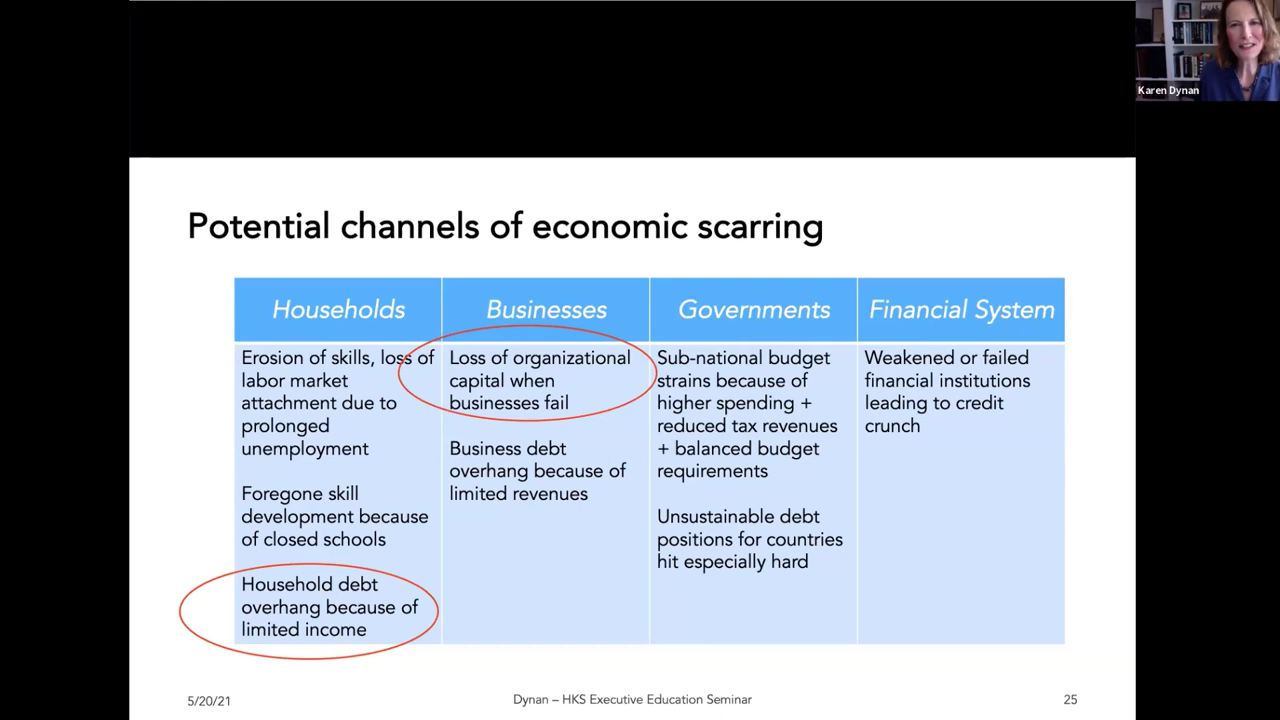 Karen Dynan
Potential channels of economic scarring
Households
Businesses
Governments
Financial System
Erosion of skills, loss of
labor market
attachment due to
prolonged
unemployment
Foregone skill
development because
of closed schools
Household debt
overhang because of
limited income
Loss of organizational
capital when
businesses fail
Business debt
overhang because of
limited revenues
Sub-national budget
strains because of
higher spending +
reduced tax revenues
+ balanced budget
requirements
Unsustainable debt
positions for countries
hit especially hard
Weakened or failed
financial institutions
leading to credit
crunch
5/20/21
Dynan – HKS Executive Education Seminar
25